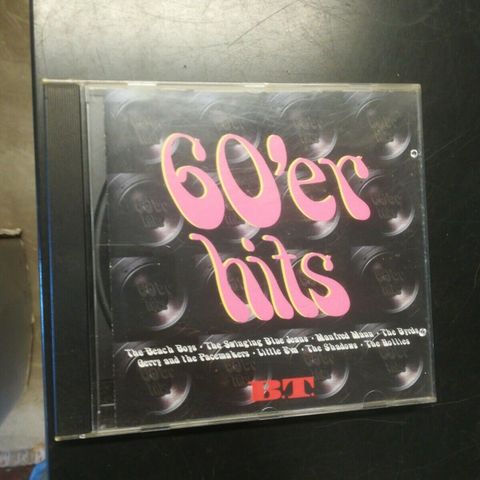 60'er
hits
The Beach Boys · The Swinging Blue Jeans · Manfred Mann · The Byrds
Gerry and the Pacemakers · Little Eva · The Shadows · The Hollies
B.T.